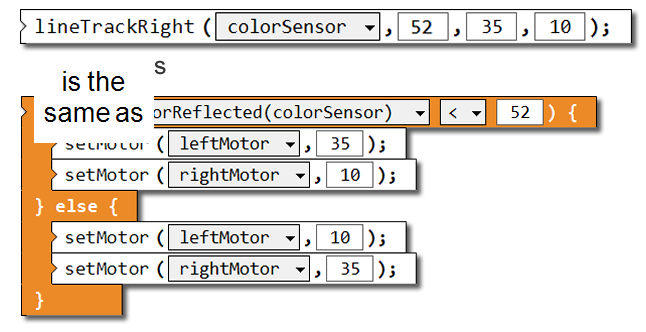 lineTrackRight ( colorSensor , 52 , 35 , 10 );
s
is the
same as
orReflected(colorSensor) < 52 ) {
setMotor ( leftMotor , 35 );
setMotor ( rightMotor , 10 );
} else {
setMotor ( leftMotor , 10 );
setMotor ( rightMotor , 35 );
}